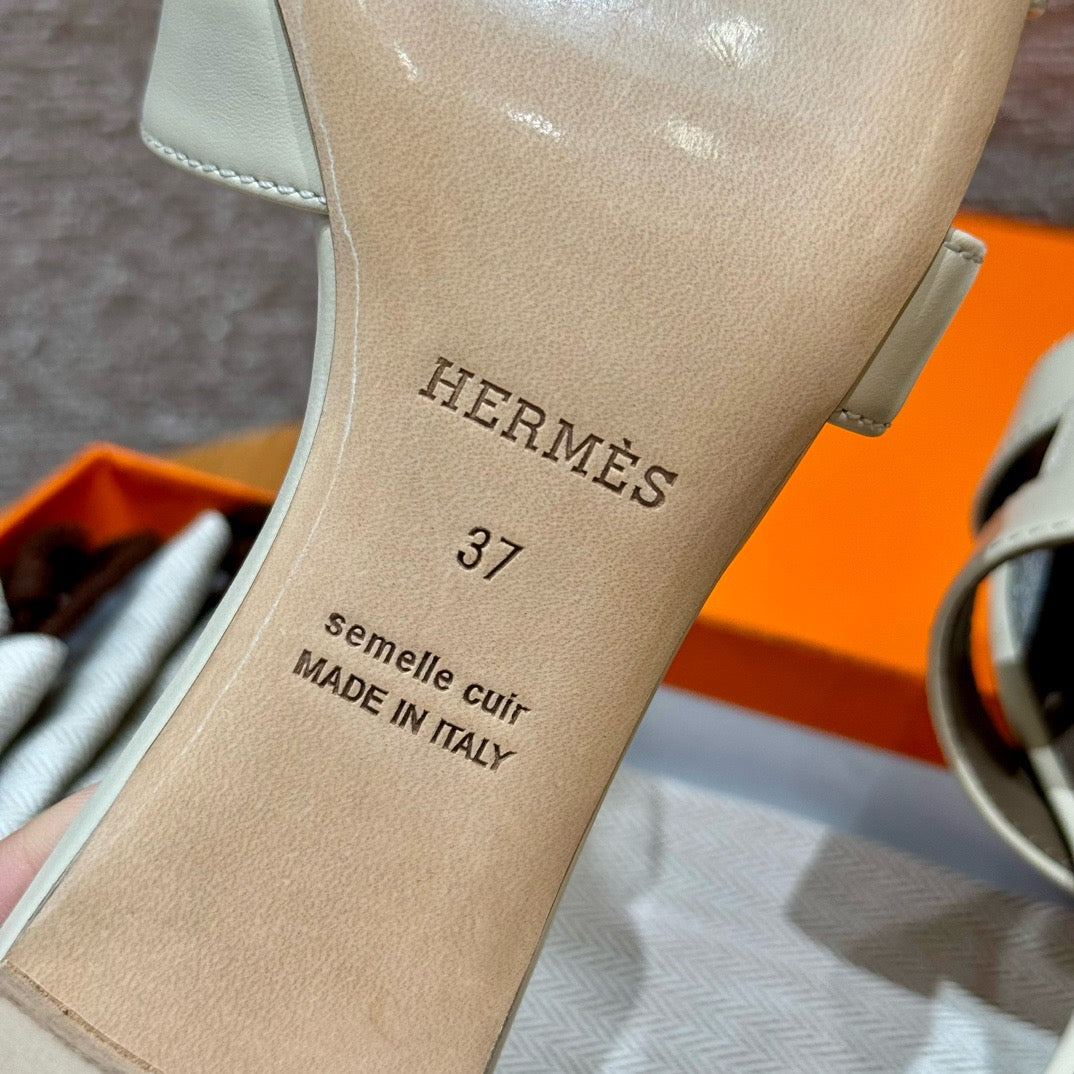 HERMÈS
37
semelle cuir
MADE IN ITALY